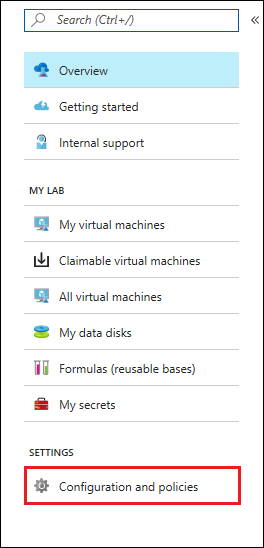 Search (Ctrl+/)
Overview
Getting started
Internal support
MY LAB
My virtual machines
Claimable virtual machines
All virtual machines
My data disks
Formulas (reusable bases)
My secrets
SETTINGS
Configuration and policies